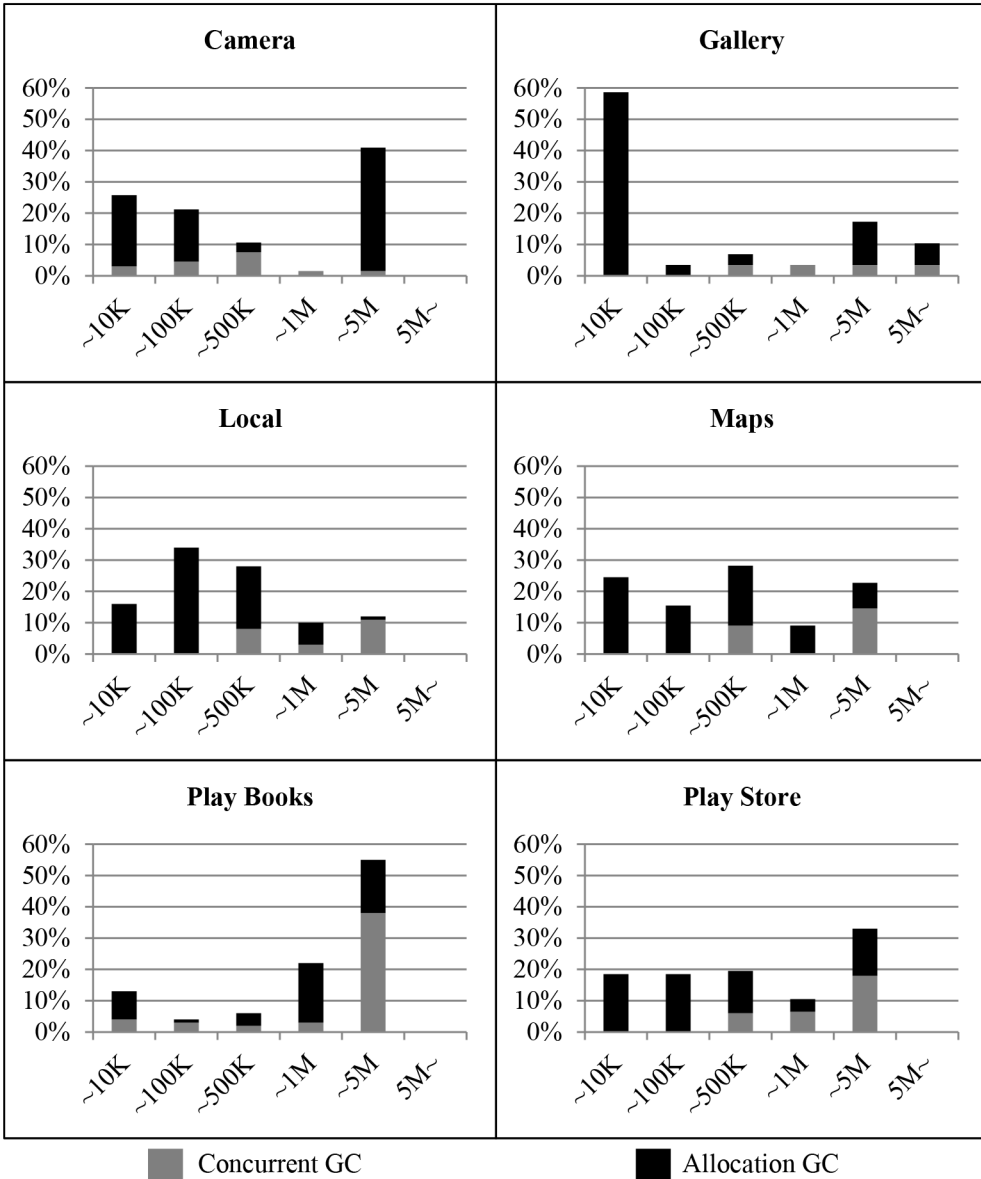 Camera
60%
50%
40%
30%
20%
10%
0%
~10K
~100K
~500K
~1M
~5M
5M~
Gallery
60%
50%
40%
30%
20%
10%
0%
~10K
~100K
~500K
~1M
~5M
5M~
Local
60%
50%
40%
30%
20%
10%
0%
~10K
~100K
~500K
~1M
~5M
5M~
Maps
60%
50%
40%
30%
20%
10%
0%
~10K
~100K
~500K
~1M
~5M
5M~
Play Books
60%
50%
40%
30%
20%
10%
0%
~10K
~100K
~500K
~1M
~5M
5M~
Play Store
60%
50%
40%
30%
20%
10%
0%
~10K
~100K
~500K
~1M
~5M
5M~
Concurrent GC
Allocation GC